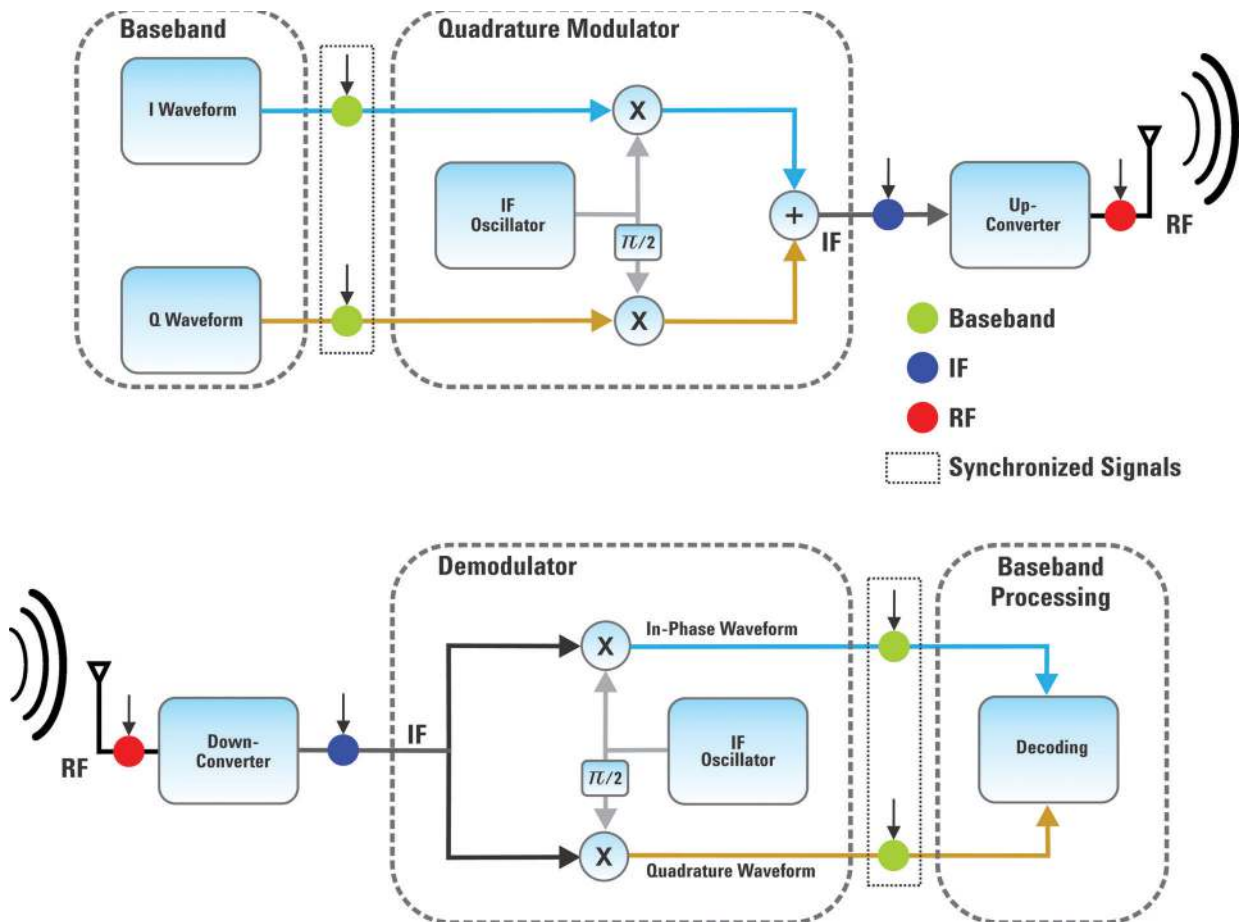 Baseband
Quadrature Modulator
I Waveform
X
IF
Oscillator
π/2
+
IF
Up-
Converter
RF
Q Waveform
X
Baseband
IF
RF
Synchronized Signals
Demodulator
Baseband
Processing
In-Phase Waveform
X
RF
Down-
Converter
IF
π/2
IF
Oscillator
Decoding
X
Quadrature Waveform